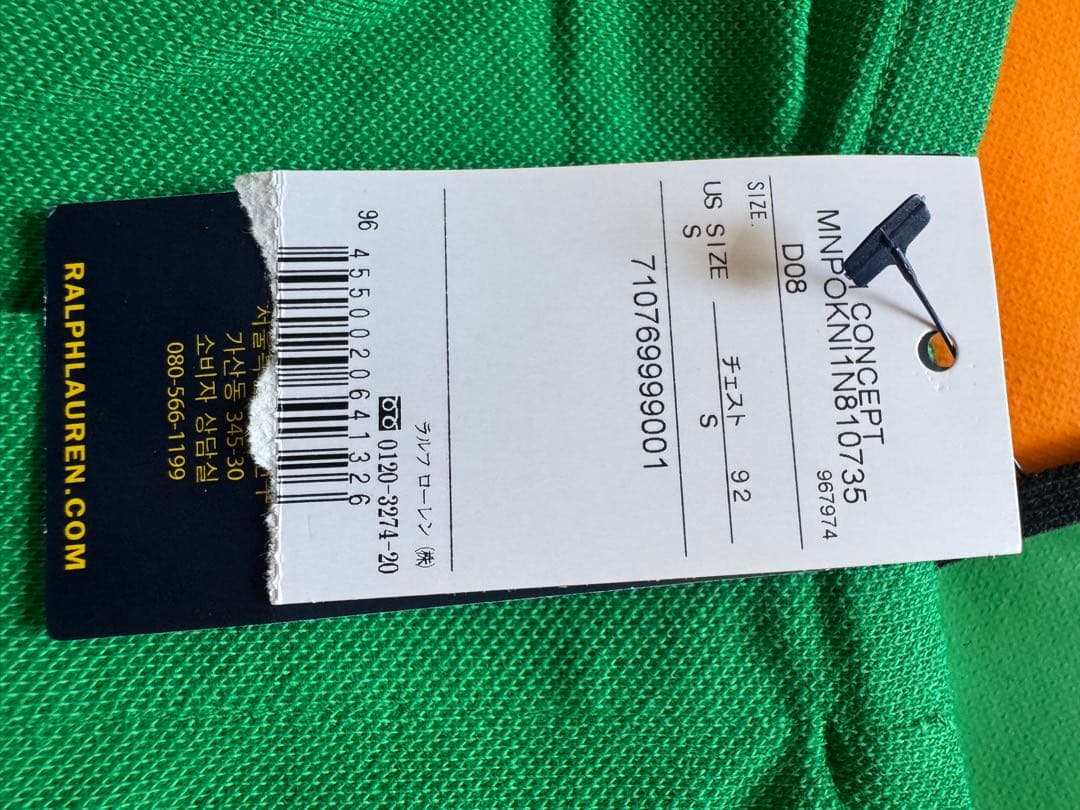 CONCEPT
MNPOKNI1N810735
967974
D08
SIZE.
チェスト 92
US SIZE S
S
710769999001
ラルフ ローレン (株)
0120-3274-20
96 4550020641326
가산동 345-30
소비자 상담실
080-566-1199
RALPHLAUREN.COM